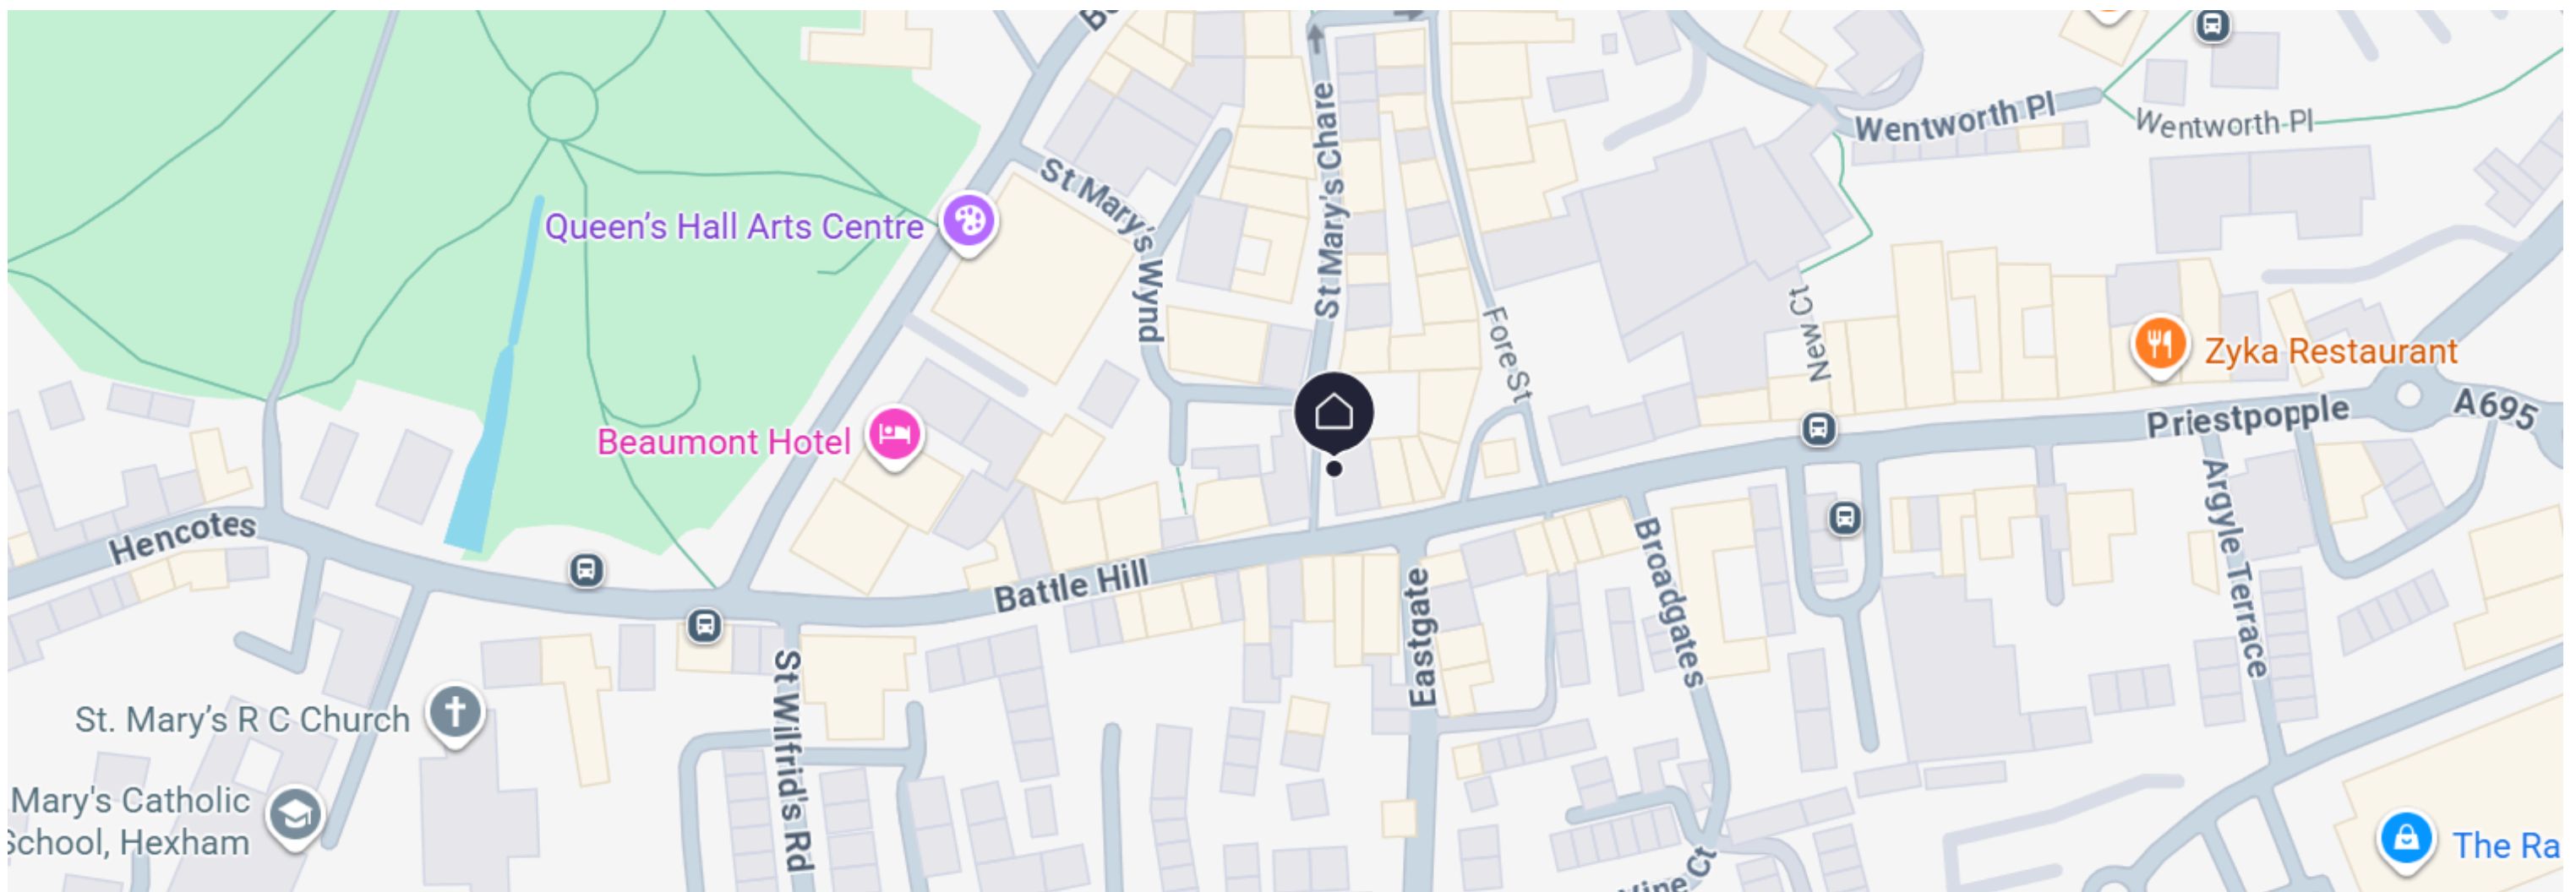 Wentworth Pl
Wentworth Pl
St Mary's Chare
St Mary's Wynd
Queen's Hall Arts Centre
Fore St
New Ct
Zyka Restaurant
A695
Priestpopple
Beaumont Hotel
Hencotes
Battle Hill
Eastgate
Broadgates
Argyle Terrace
St Wilfrid's Rd
St. Mary's R C Church
Mary's Catholic
School, Hexham
The Ra
Ct